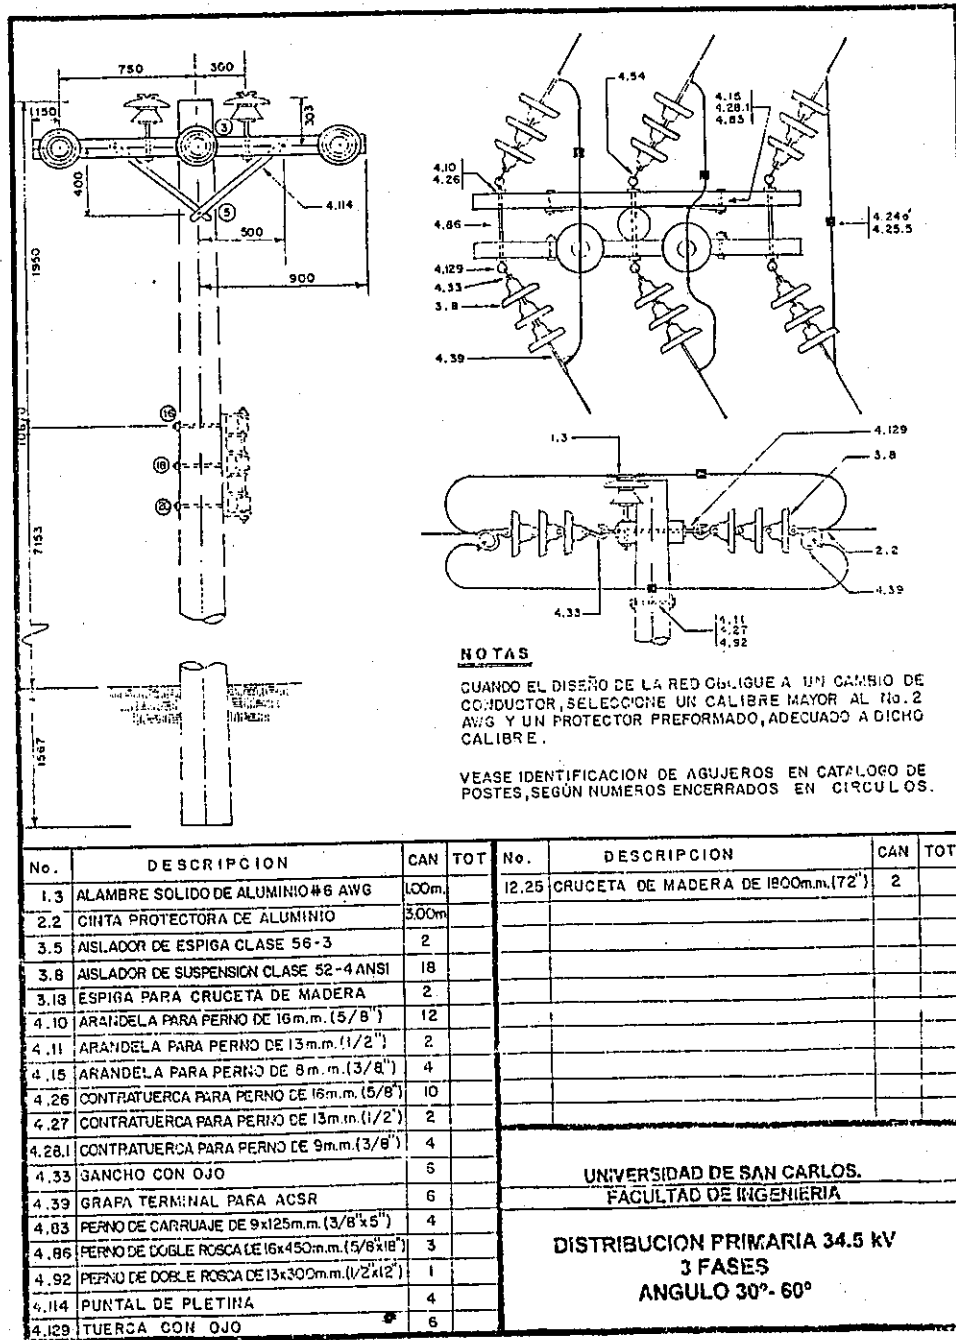 750
300
150
303
3
400
5
4.114
500
1950
900
16
18
20
7153
1567
4.54
4.15
4.28.1
4.83
4.10
4.26
4.86
4.24 ó
4.25.5
4.129
4.33
3.8
4.39
1.3
4.129
3.8
2.2
4.39
4.33
4.11
4.27
4.92
NOTAS
CUANDO EL DISEÑO DE LA RED OBLIGUE A UN CAMBIO DE
CONDUCTOR, SELECCIONE UN CALIBRE MAYOR AL No. 2
AWG Y UN PROTECTOR PREFORMADO, ADECUADO A DICHO
CALIBRE.
VEASE IDENTIFICACION DE AGUJEROS EN CATALOGO DE
POSTES, SEGÚN NUMEROS ENCERRADOS EN CIRCULOS.
No. DESCRIPCION CAN TOT
1.3 ALAMBRE SOLIDO DE ALUMINIO #6 AWG 1.00m.
2.2 CINTA PROTECTORA DE ALUMINIO 3.00m
3.5 AISLADOR DE ESPIGA CLASE 56-3 2
3.8 AISLADOR DE SUSPENSION CLASE 52-4 ANSI 18
3.18 ESPIGA PARA CRUCETA DE MADERA 2
4.10 ARANDELA PARA PERNO DE 16m.m. (5/8") 12
4.11 ARANDELA PARA PERNO DE 13m.m. (1/2") 2
4.15 ARANDELA PARA PERNO DE 8m.m. (3/8") 4
4.26 CONTRATUERCA PARA PERNO DE 16m.m. (5/8") 10
4.27 CONTRATUERCA PARA PERNO DE 13m.m. (1/2") 2
4.28.1 CONTRATUERCA PARA PERNO DE 9m.m. (3/8") 4
4.33 GANCHO CON OJO 6
4.39 GRAPA TERMINAL PARA ACSR 6
4.83 PERNO DE CARRUAJE DE 9x125m.m. (3/8"x5") 4
4.86 PERNO DE DOBLE ROSCA DE 16x450m.m. (5/8"x18") 3
4.92 PERNO DE DOBLE ROSCA DE 13x300m.m. (1/2"x12") 1
4.114 PUNTAL DE PLETINA 4
4.129 TUERCA CON OJO 6
No. DESCRIPCION CAN TOT
12.25 CRUCETA DE MADERA DE 1800m.m. (72") 2
UNIVERSIDAD DE SAN CARLOS.
FACULTAD DE INGENIERIA
DISTRIBUCION PRIMARIA 34.5 kV
3 FASES
ANGULO 30º- 60º